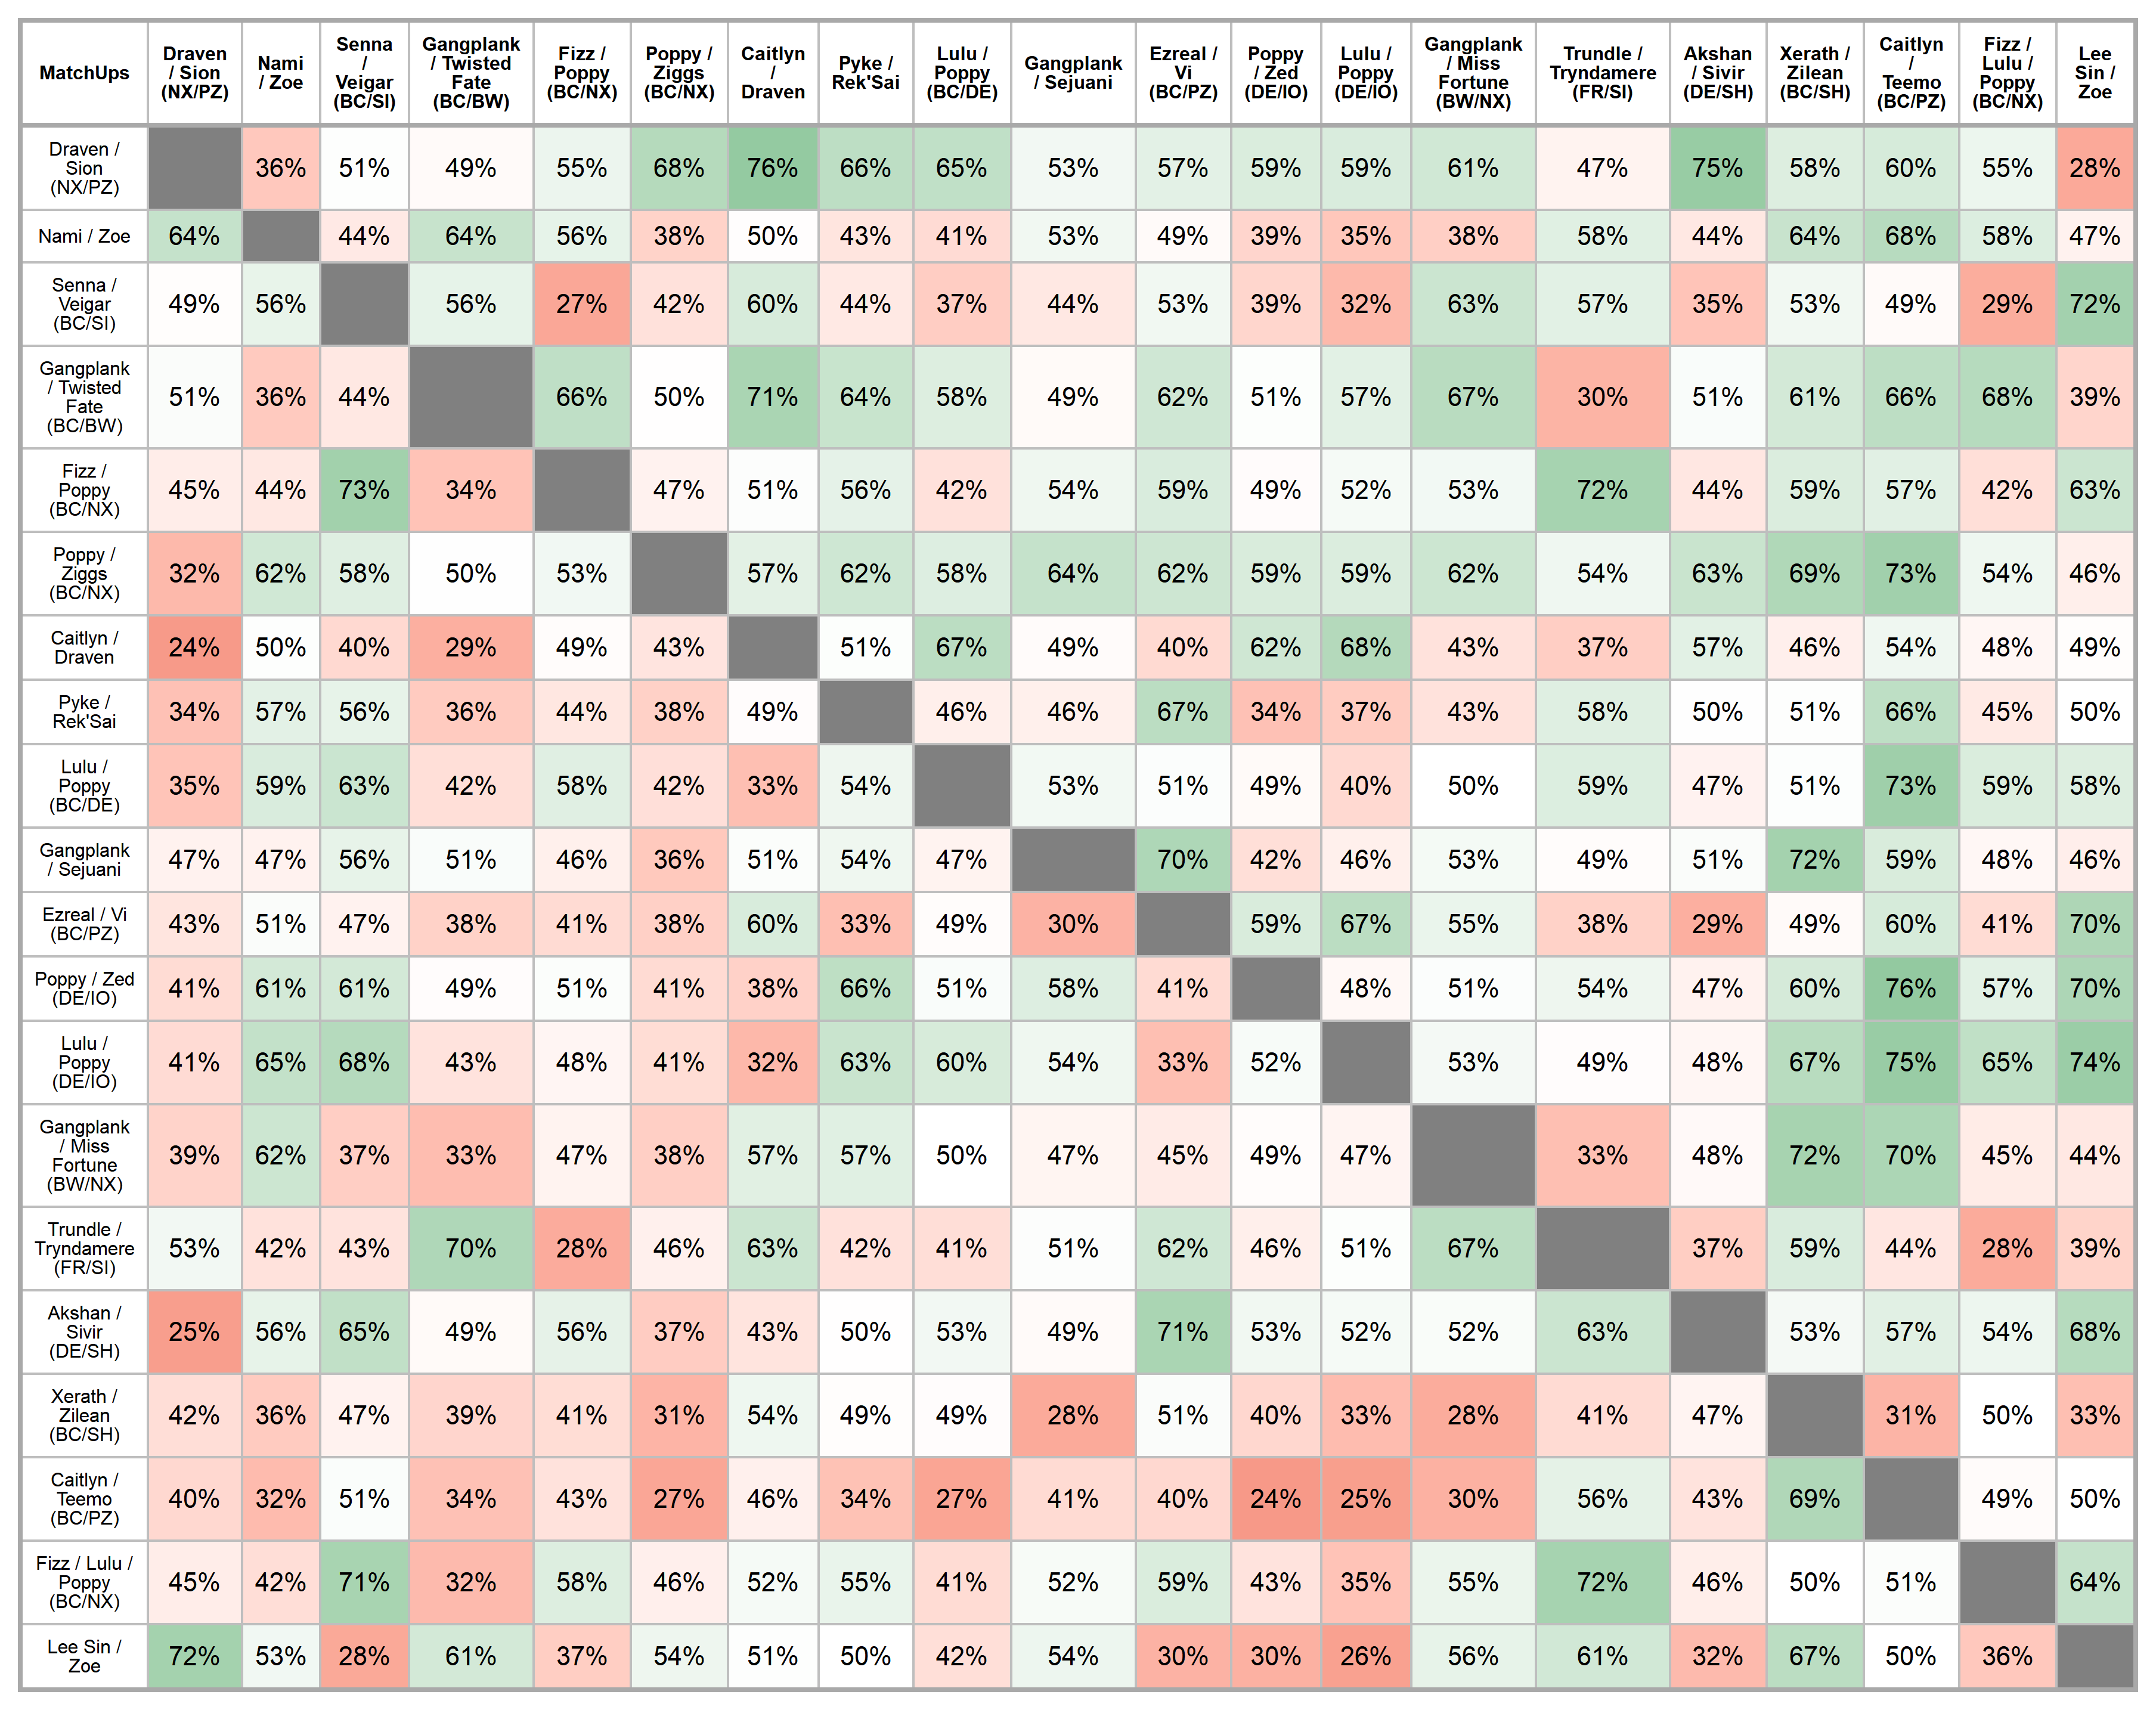 MatchUps Draven / Sion (NX/PZ) Nami / Zoe Senna / Veigar (BC/SI) Gangplank / Twisted Fate (BC/BW) Fizz / Poppy (BC/NX) Poppy / Ziggs (BC/NX) Caitlyn / Draven Pyke / Rek'Sai Lulu / Poppy (BC/DE) Gangplank / Sejuani Ezreal / Vi (BC/PZ) Poppy / Zed (DE/IO) Lulu / Poppy (DE/IO) Gangplank / Miss Fortune (BW/NX) Trundle / Tryndamere (FR/SI) Akshan / Sivir (DE/SH) Xerath / Zilean (BC/SH) Caitlyn / Teemo (BC/PZ) Fizz / Lulu / Poppy (BC/NX) Lee Sin / Zoe
Draven / Sion (NX/PZ) 36% 51% 49% 55% 68% 76% 66% 65% 53% 57% 59% 59% 61% 47% 75% 58% 60% 55% 28%
Nami / Zoe 64% 44% 64% 56% 38% 50% 43% 41% 53% 49% 39% 35% 38% 58% 44% 64% 68% 58% 47%
Senna / Veigar (BC/SI) 49% 56% 56% 27% 42% 60% 44% 37% 44% 53% 39% 32% 63% 57% 35% 53% 49% 29% 72%
Gangplank / Twisted Fate (BC/BW) 51% 36% 44% 66% 50% 71% 64% 58% 49% 62% 51% 57% 67% 30% 51% 61% 66% 68% 39%
Fizz / Poppy (BC/NX) 45% 44% 73% 34% 47% 51% 56% 42% 54% 59% 49% 52% 53% 72% 44% 59% 57% 42% 63%
Poppy / Ziggs (BC/NX) 32% 62% 58% 50% 53% 57% 62% 58% 64% 62% 59% 59% 62% 54% 63% 69% 73% 54% 46%
Caitlyn / Draven 24% 50% 40% 29% 49% 43% 51% 67% 49% 40% 62% 68% 43% 37% 57% 46% 54% 48% 49%
Pyke / Rek'Sai 34% 57% 56% 36% 44% 38% 49% 46% 46% 67% 34% 37% 43% 58% 50% 51% 66% 45% 50%
Lulu / Poppy (BC/DE) 35% 59% 63% 42% 58% 42% 33% 54% 53% 51% 49% 40% 50% 59% 47% 51% 73% 59% 58%
Gangplank / Sejuani 47% 47% 56% 51% 46% 36% 51% 54% 47% 70% 42% 46% 53% 49% 51% 72% 59% 48% 46%
Ezreal / Vi (BC/PZ) 43% 51% 47% 38% 41% 38% 60% 33% 49% 30% 59% 67% 55% 38% 29% 49% 60% 41% 70%
Poppy / Zed (DE/IO) 41% 61% 61% 49% 51% 41% 38% 66% 51% 58% 41% 48% 51% 54% 47% 60% 76% 57% 70%
Lulu / Poppy (DE/IO) 41% 65% 68% 43% 48% 41% 32% 63% 60% 54% 33% 52% 53% 49% 48% 67% 75% 65% 74%
Gangplank / Miss Fortune (BW/NX) 39% 62% 37% 33% 47% 38% 57% 57% 50% 47% 45% 49% 47% 33% 48% 72% 70% 45% 44%
Trundle / Tryndamere (FR/SI) 53% 42% 43% 70% 28% 46% 63% 42% 41% 51% 62% 46% 51% 67% 37% 59% 44% 28% 39%
Akshan / Sivir (DE/SH) 25% 56% 65% 49% 56% 37% 43% 50% 53% 49% 71% 53% 52% 52% 63% 53% 57% 54% 68%
Xerath / Zilean (BC/SH) 42% 36% 47% 39% 41% 31% 54% 49% 49% 28% 51% 40% 33% 28% 41% 47% 31% 50% 33%
Caitlyn / Teemo (BC/PZ) 40% 32% 51% 34% 43% 27% 46% 34% 27% 41% 40% 24% 25% 30% 56% 43% 69% 49% 50%
Fizz / Lulu / Poppy (BC/NX) 45% 42% 71% 32% 58% 46% 52% 55% 41% 52% 59% 43% 35% 55% 72% 46% 50% 51% 64%
Lee Sin / Zoe 72% 53% 28% 61% 37% 54% 51% 50% 42% 54% 30% 30% 26% 56% 61% 32% 67% 50% 36%